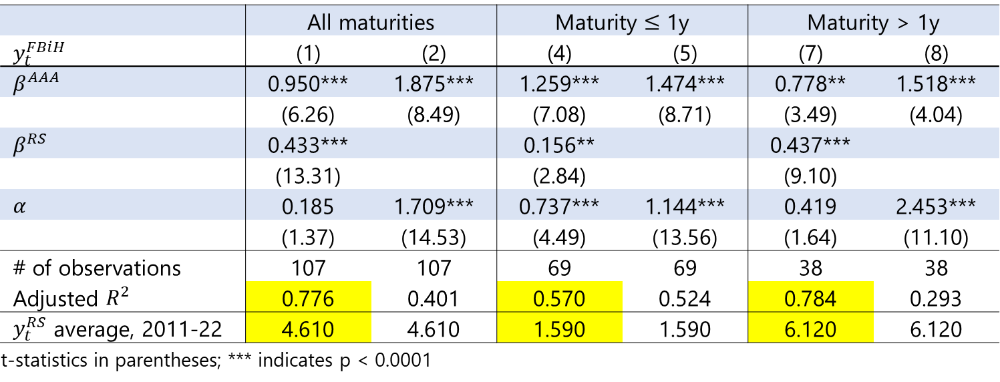 All maturities Maturity ≦ 1y Maturity > 1y
y_t^{FBiH} (1) (2) (4) (5) (7) (8)
β^{AAA} 0.950*** 1.875*** 1.259*** 1.474*** 0.778** 1.518***
(6.26) (8.49) (7.08) (8.71) (3.49) (4.04)
β^{RS} 0.433*** 0.156** 0.437***
(13.31) (2.84) (9.10)
α 0.185 1.709*** 0.737*** 1.144*** 0.419 2.453***
(1.37) (14.53) (4.49) (13.56) (1.64) (11.10)
# of observations 107 107 69 69 38 38
Adjusted R² 0.776 0.401 0.570 0.524 0.784 0.293
y_t^{RS} average, 2011-22 4.610 4.610 1.590 1.590 6.120 6.120
t-statistics in parentheses; *** indicates p < 0.0001